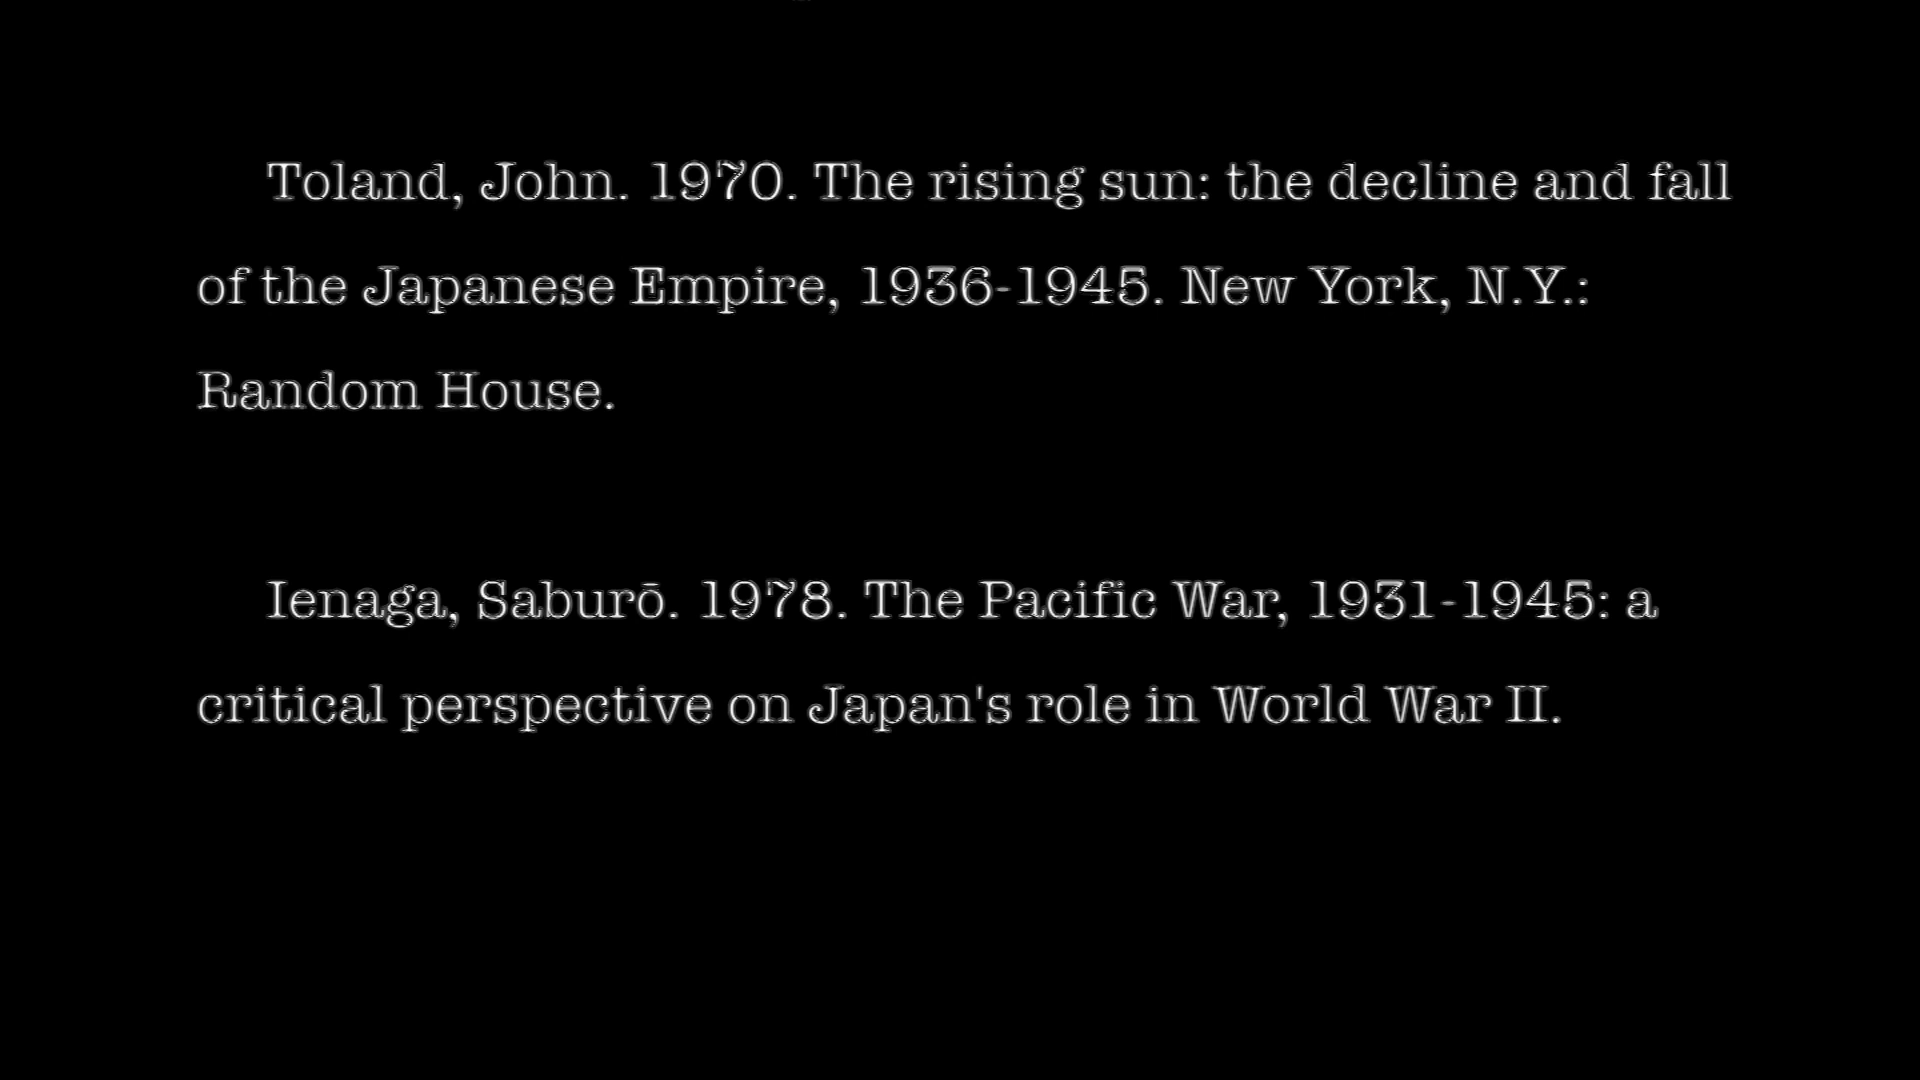 Toland, John. 1970. The rising sun: the decline and fall
of the Japanese Empire, 1936-1945. New York, N.Y.:
Random House.
Ienaga, Saburō. 1978. The Pacific War, 1931-1945: a
critical perspective on Japan's role in World War II.